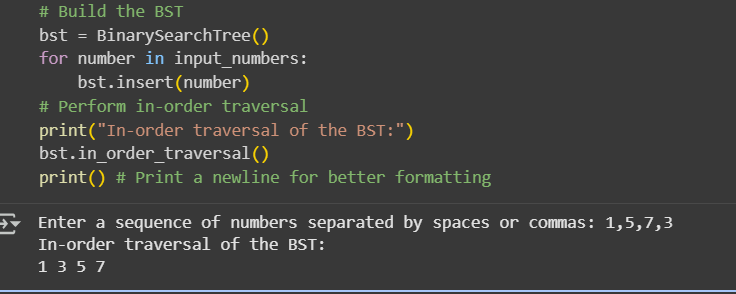 # Build the BST
bst = BinarySearchTree()
for number in input_numbers:
    bst.insert(number)
# Perform in-order traversal
print("In-order traversal of the BST:")
bst.in_order_traversal()
print() # Print a newline for better formatting
Enter a sequence of numbers separated by spaces or commas: 1,5,7,3
In-order traversal of the BST:
1 3 5 7